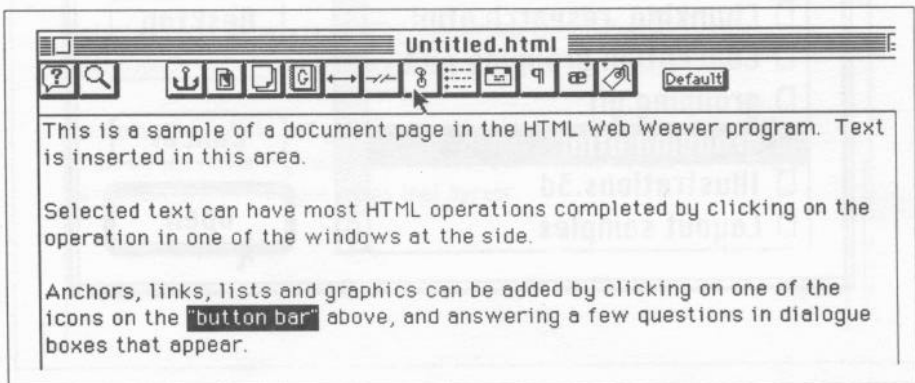 Untitled.html
Default
This is a sample of a document page in the HTML Web Weaver program. Text
is inserted in this area.
Selected text can have most HTML operations completed by clicking on the
operation in one of the windows at the side.
Anchors, links, lists and graphics can be added by clicking on one of the
icons on the "button bar" above, and answering a few questions in dialogue
boxes that appear.